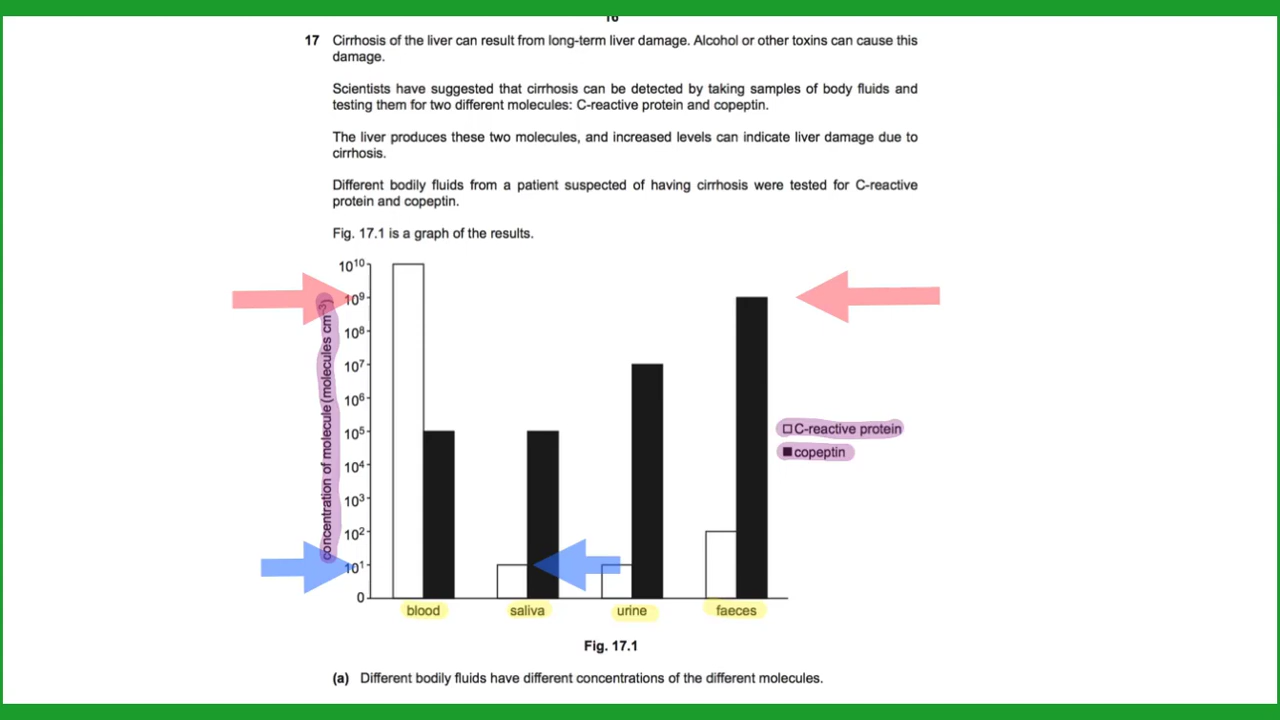 16
17 Cirrhosis of the liver can result from long-term liver damage. Alcohol or other toxins can cause this
damage.
Scientists have suggested that cirrhosis can be detected by taking samples of body fluids and
testing them for two different molecules: C-reactive protein and copeptin.
The liver produces these two molecules, and increased levels can indicate liver damage due to
cirrhosis.
Different bodily fluids from a patient suspected of having cirrhosis were tested for C-reactive
protein and copeptin.
Fig. 17.1 is a graph of the results.
concentration of molecule (molecules cm⁻³)
10¹⁰
10⁹
10⁸
10⁷
10⁶
10⁵
10⁴
10³
10²
10¹
0
blood saliva urine faeces
C-reactive protein
copeptin
Fig. 17.1
(a) Different bodily fluids have different concentrations of the different molecules.